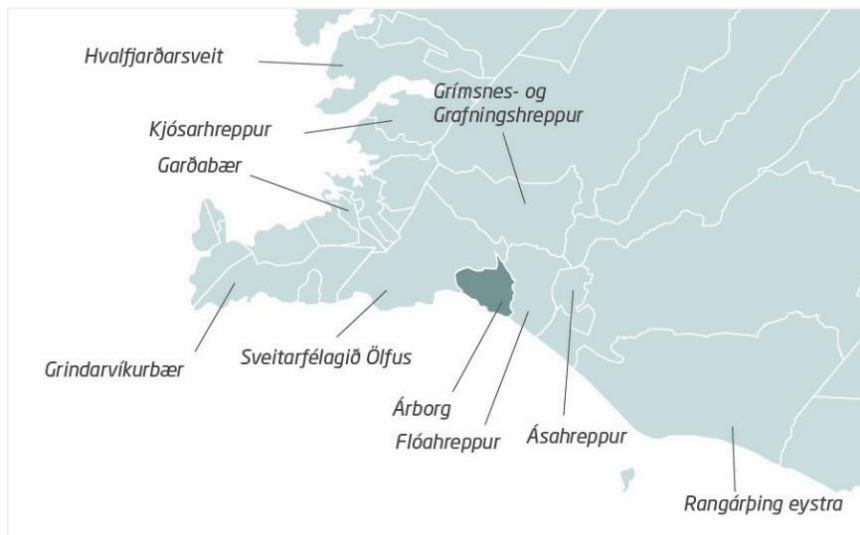 Hvalfjarðarsveit
Grímsnes- og
Grafningshreppur
Kjósarhreppur
Garðabær
Grindarvíkurbær
Sveitarfélagið Ölfus
Árborg
Flóahreppur
Ásahreppur
Rangárþing eystra